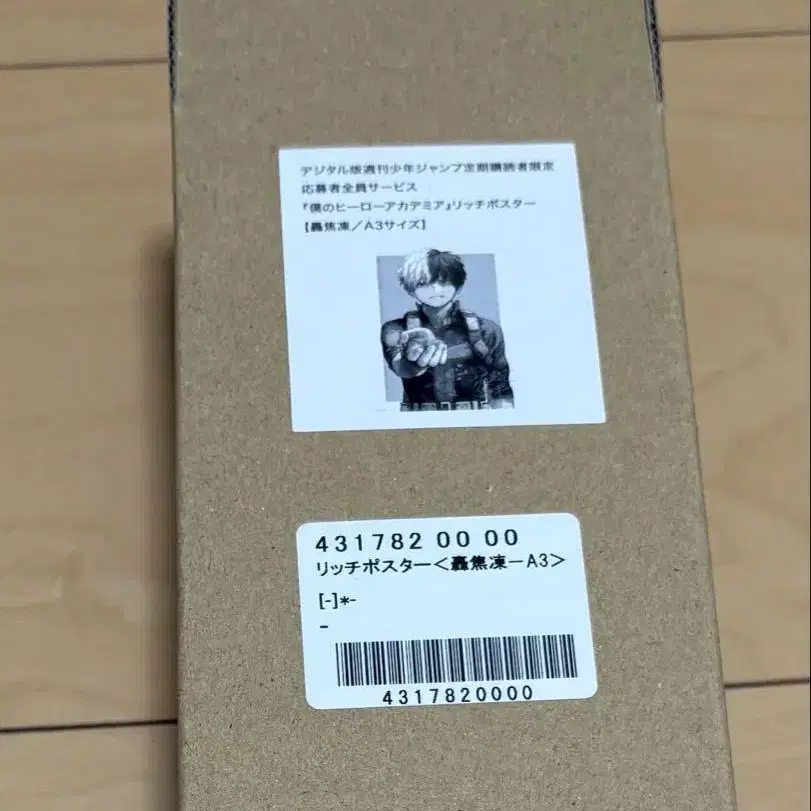 デジタル版週刊少年ジャンプ定期購読者限定
応募者全員サービス
『僕のヒーローアカデミア』リッチポスター
【轟焦凍／A3サイズ】
431782 00 00
リッチポスター＜轟焦凍－A3＞
[-]*-
-
4317820000